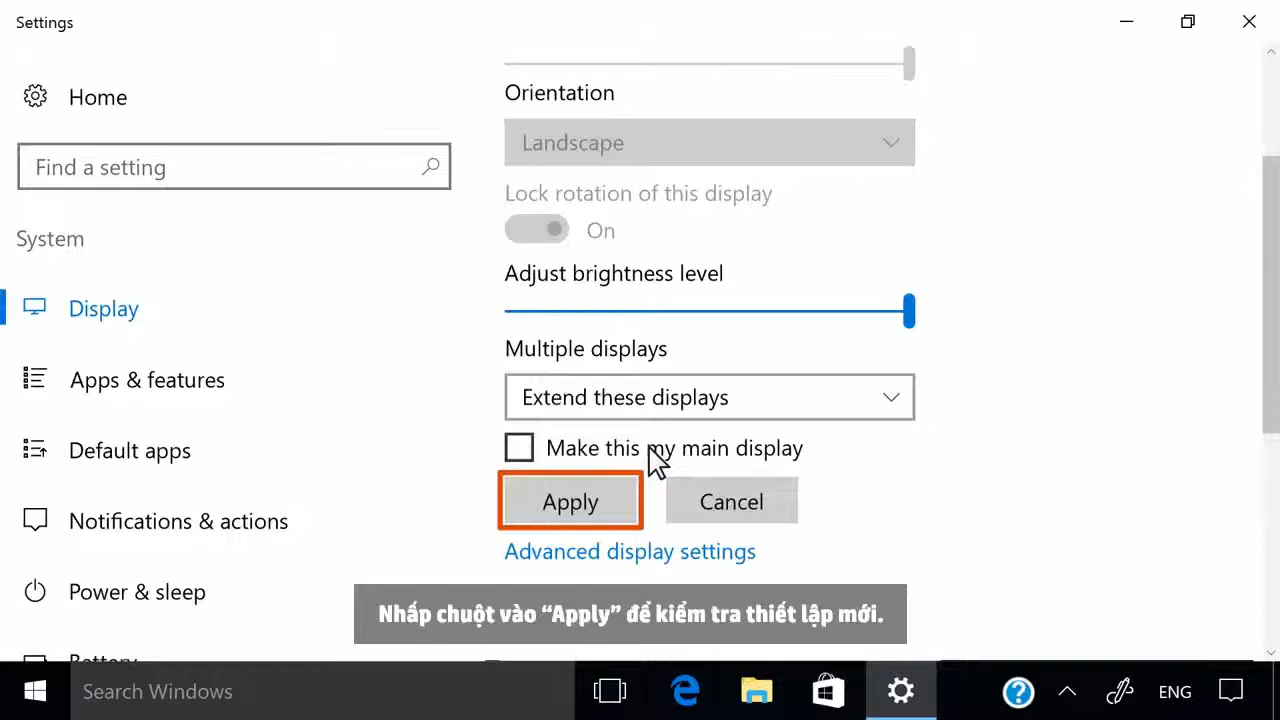 Settings
Home
Find a setting
System
Display
Apps & features
Default apps
Notifications & actions
Power & sleep
Battery
Orientation
Landscape
Lock rotation of this display
On
Adjust brightness level
Multiple displays
Extend these displays
Make this my main display
Apply
Cancel
Advanced display settings
Nhấp chuột vào “Apply” để kiểm tra thiết lập mới.
Search Windows
ENG